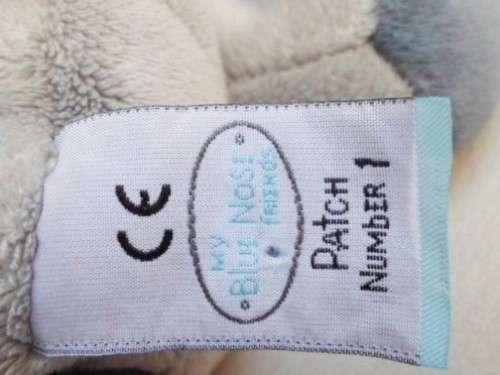 CE
MY
BLUE NOSE
FRIENDS
PATCH
NUMBER 1